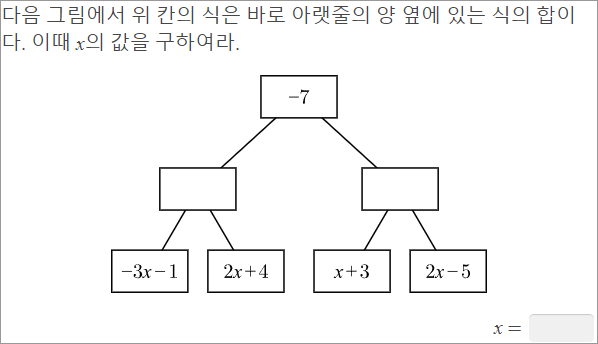 다음 그림에서 위 칸의 식은 바로 아랫줄의 양 옆에 있는 식의 합이
다. 이때 x의 값을 구하여라.
−7
−3x−1 2x+4 x+3 2x−5
x =